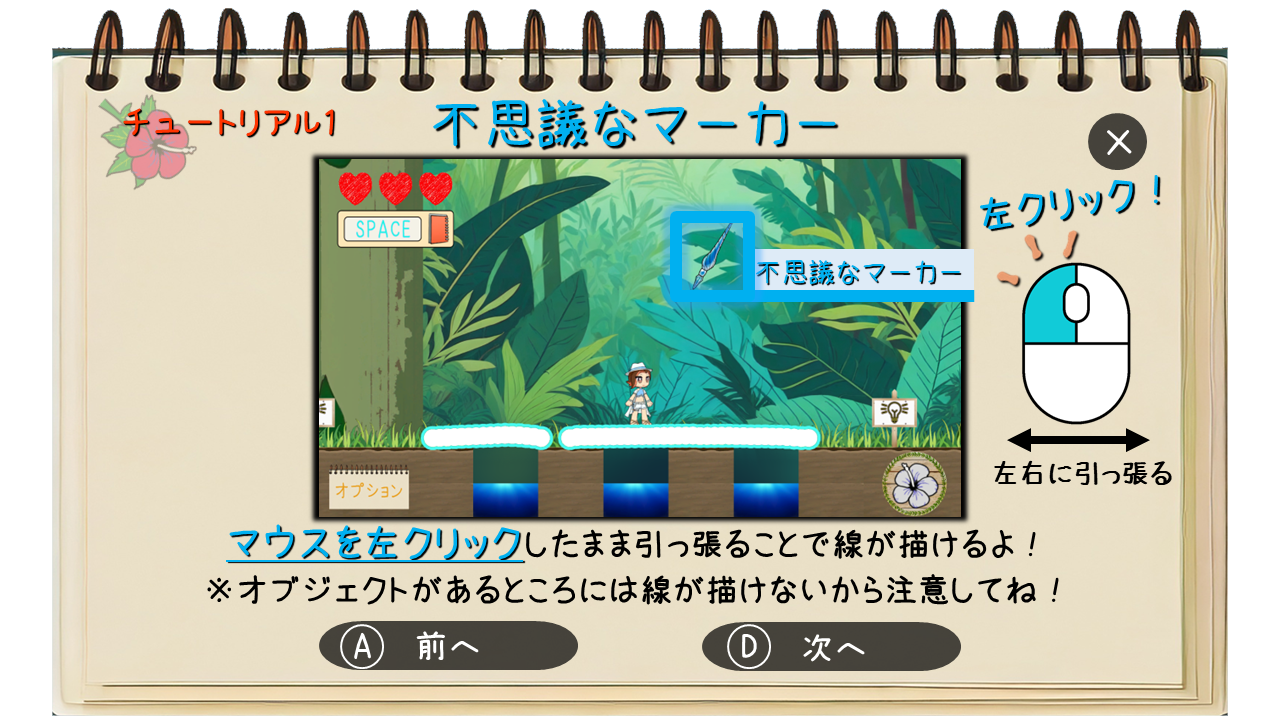 チュートリアル1
不思議なマーカー
左クリック!
SPACE
不思議なマーカー
オプション
左右に引っ張る
マウスを左クリックしたまま引っ張ることで線が描けるよ!
※オブジェクトがあるところには線が描けないから注意してね!
A 前へ
D 次へ